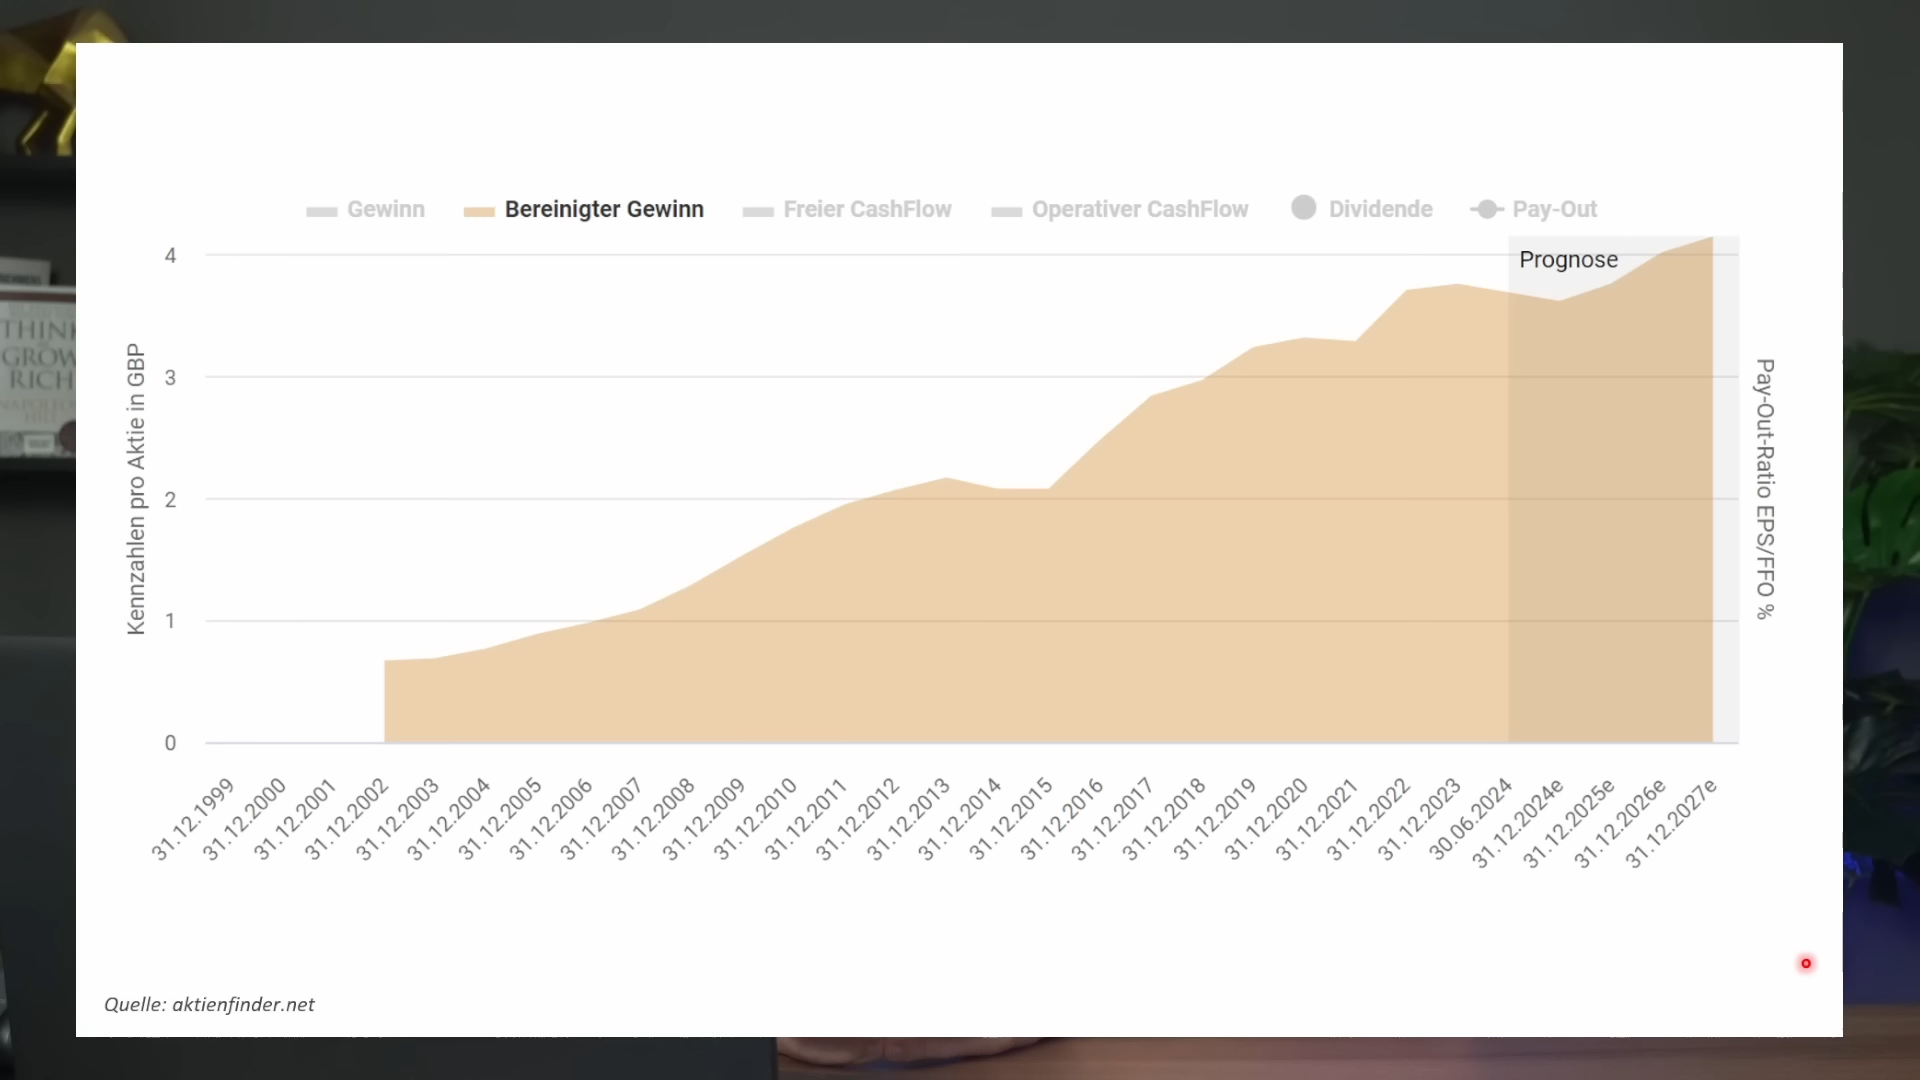 Gewinn
Bereinigter Gewinn
Freier CashFlow
Operativer CashFlow
Dividende
Pay-Out
Prognose
Kennzahlen pro Aktie in GBP
4
3
2
1
0
Pay-Out-Ratio EPS/FFO %
31.12.1999
31.12.2000
31.12.2001
31.12.2002
31.12.2003
31.12.2004
31.12.2005
31.12.2006
31.12.2007
31.12.2008
31.12.2009
31.12.2010
31.12.2011
31.12.2012
31.12.2013
31.12.2014
31.12.2015
31.12.2016
31.12.2017
31.12.2018
31.12.2019
31.12.2020
31.12.2021
31.12.2022
31.12.2023
30.06.2024
31.12.2024e
31.12.2025e
31.12.2026e
31.12.2027e
Quelle: aktienfinder.net
THINK
GROW
RICH